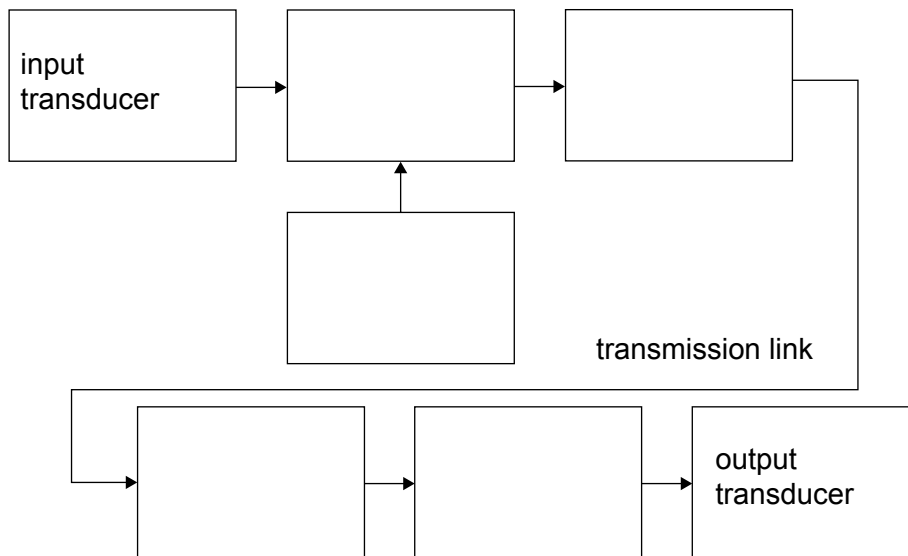 input
transducer
transmission link
output
transducer